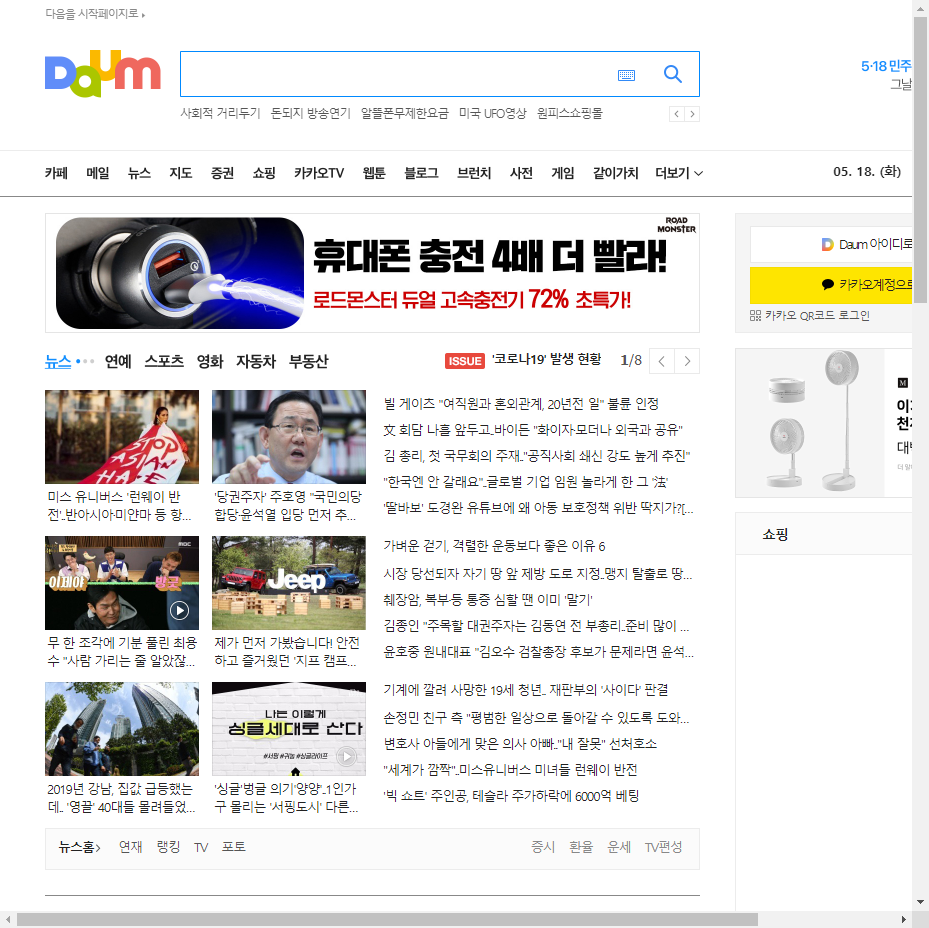 다음을 시작페이지로
Daum
5·18 민주
그날
사회적 거리두기 돈되지 방송연기 알뜰폰무제한요금 미국 UFO영상 원피스쇼핑몰
카페 메일 뉴스 지도 증권 쇼핑 카카오TV 웹툰 블로그 브런치 사전 게임 같이가치 더보기
05. 18. (화)
ROAD MONSTER
휴대폰 충전 4배 더 빨라!
로드몬스터 듀얼 고속충전기 72% 초특가!
Daum 아이디로
카카오계정으로
카카오 QR코드 로그인
뉴스 연예 스포츠 영화 자동차 부동산
ISSUE '코로나19' 발생 현황 1/8
STOP ASIAN HATE
미스 유니버스 '런웨이 반
전'..반아시아·미얀마 등 항...
'당권주자' 주호영 "국민의당
합당·윤석열 입당 먼저 추...
빌 게이츠 "여직원과 혼외관계, 20년전 일" 불륜 인정
文 회담 나흘 앞두고..바이든 "화이자·모더나 외국과 공유"
김 총리, 첫 국무회의 주재.."공직사회 쇄신 강도 높게 추진"
"한국엔 안 갈래요"..글로벌 기업 임원 놀라게 한 그 '法'
'딸바보' 도경완 유튜브에 왜 아동 보호정책 위반 딱지가?[...
MBC
이제야
방긋
Jeep
무 한 조각에 기분 풀린 최용
수 "사람 가리는 줄 알았잖...
제가 먼저 가봤습니다! 안전
하고 즐거웠던 '지프 캠프...
가벼운 걷기, 격렬한 운동보다 좋은 이유 6
시장 당선되자 자기 땅 앞 제방 도로 지정..맹지 탈출로 땅...
췌장암, 복부·등 통증 심할 땐 이미 '말기'
김종인 "주목할 대권주자는 김동연 전 부총리..준비 많이 ...
윤호중 원내대표 "김오수 검찰총장 후보가 문제라면 윤석...
나는 이렇게
싱글세대로 산다
#서핑 #귀농 #싱글라이프
2019년 강남, 집값 급등했는
데.. '영끌' 40대들 몰려들었...
'싱글'벙글 의기'양양'..1인가
구 몰리는 '서핑도시' 다른...
기계에 깔려 사망한 19세 청년.. 재판부의 '사이다' 판결
손정민 친구 측 "평범한 일상으로 돌아갈 수 있도록 도와...
변호사 아들에게 맞은 의사 아빠.."내 잘못" 선처호소
"세계가 깜짝"..미스유니버스 미녀들 런웨이 반전
'빅 쇼트' 주인공, 테슬라 주가하락에 6000억 베팅
뉴스홈 연재 랭킹 TV 포토
증시 환율 운세 TV편성
M
대박
쇼핑